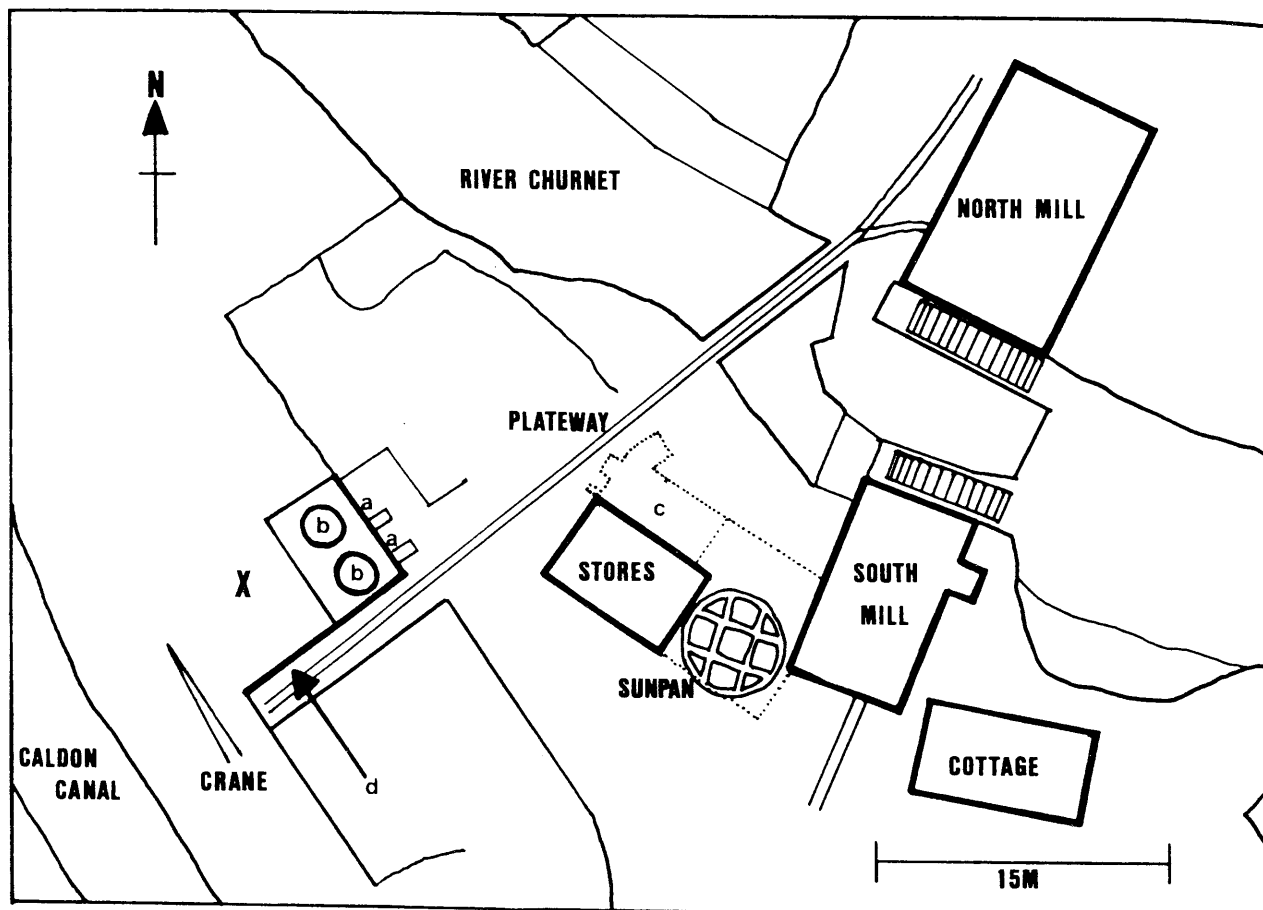 N
RIVER CHURNET
NORTH MILL
PLATEWAY
a
b
a
b
c
X
STORES
SOUTH
MILL
SUNPAN
CALDON
CANAL
CRANE
d
COTTAGE
15M